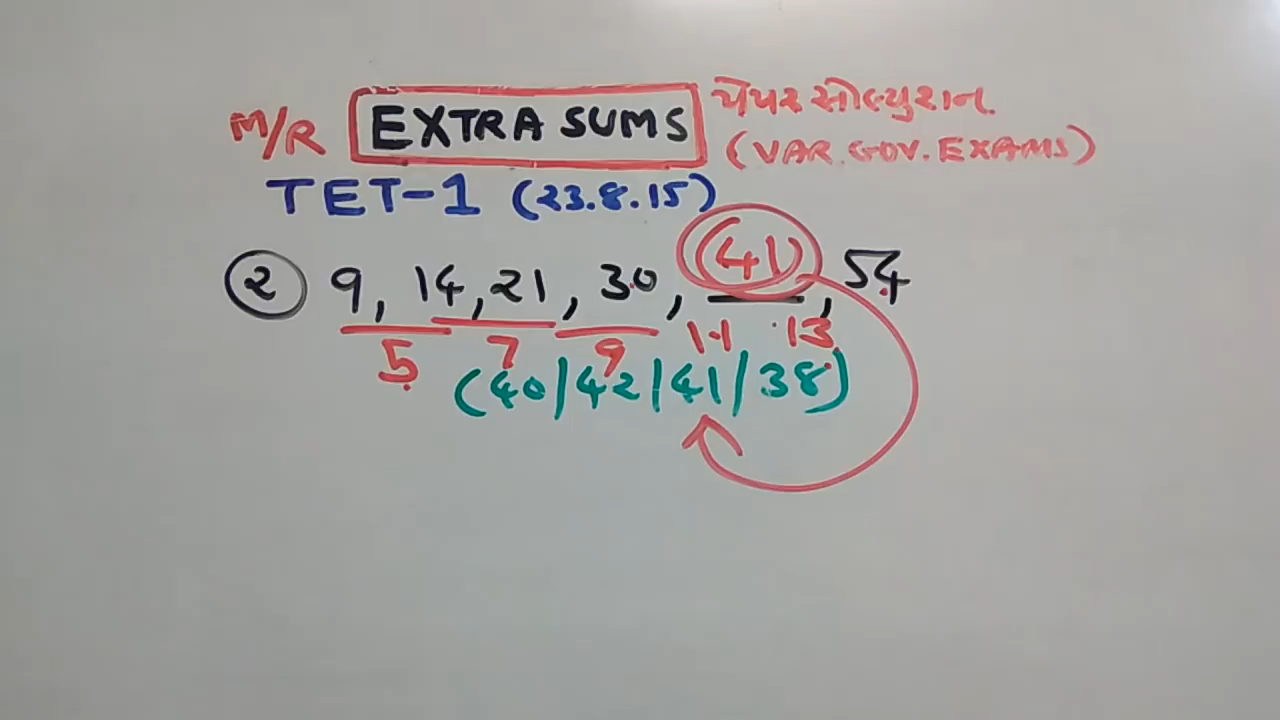 M/R EXTRA SUMS પેપર સોલ્યુશન
(VAR. GOV. EXAMS)
TET-1 (23.8.15)
૨ 9, 14, 21, 30, (41), 54
5 7 9 11 13
(40/42/41/38)